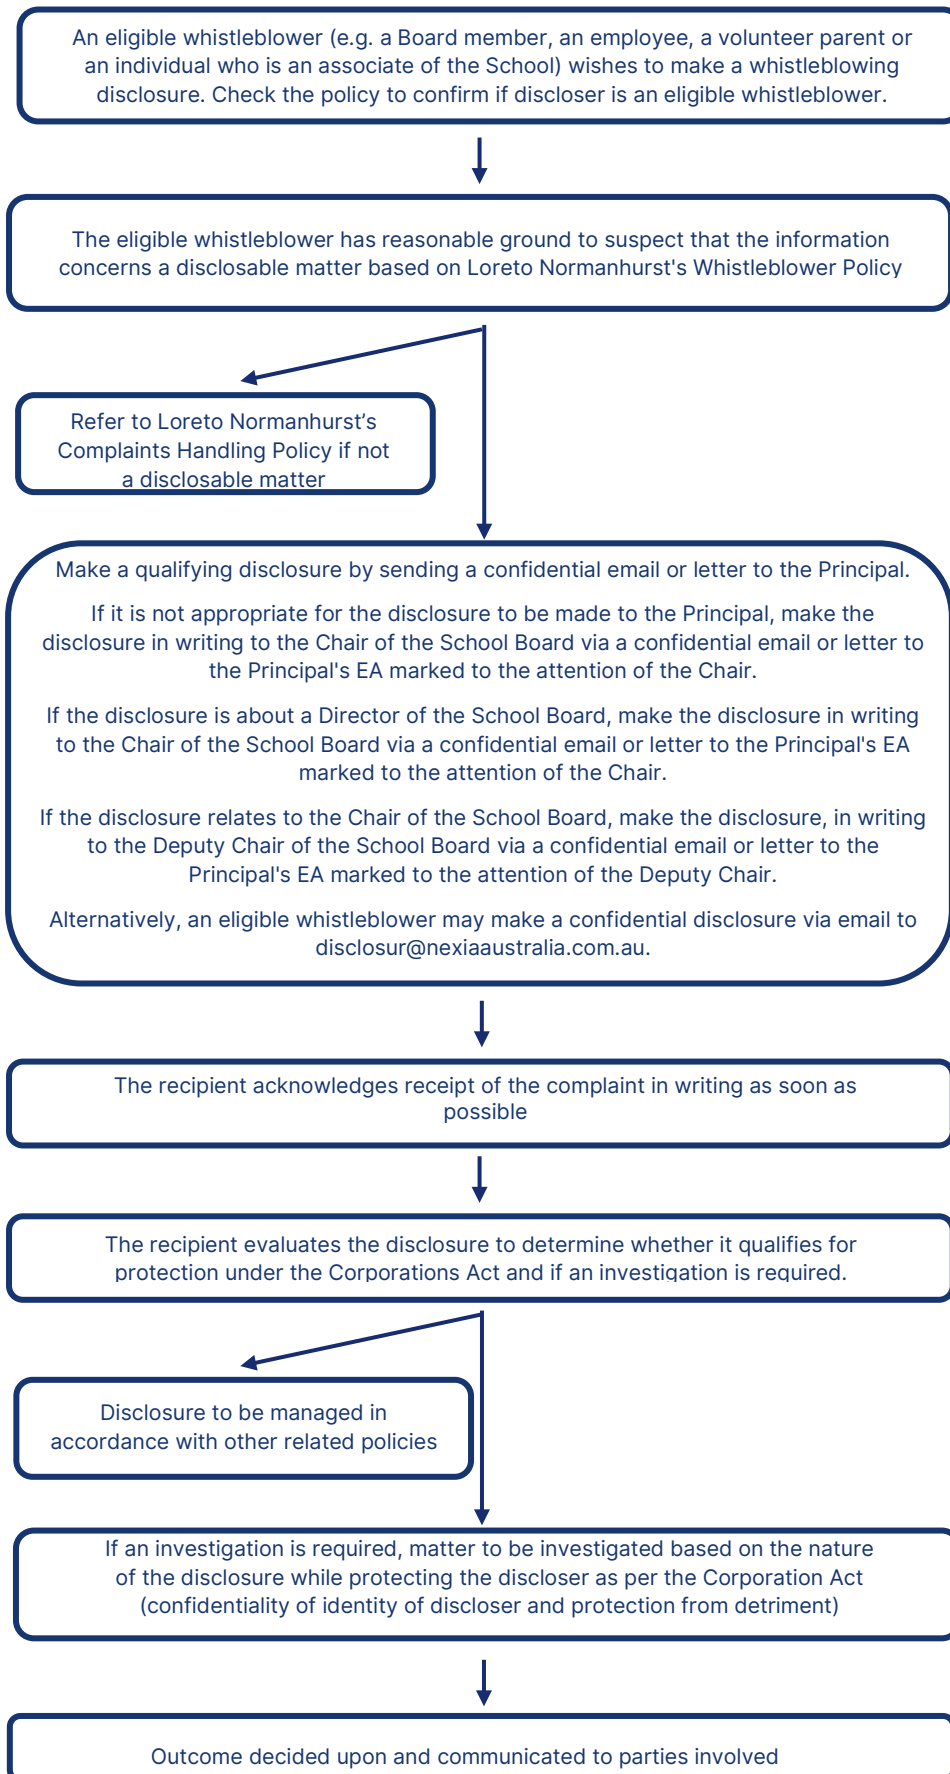 An eligible whistleblower (e.g. a Board member, an employee, a volunteer parent or
an individual who is an associate of the School) wishes to make a whistleblowing
disclosure. Check the policy to confirm if discloser is an eligible whistleblower.
The eligible whistleblower has reasonable ground to suspect that the information
concerns a disclosable matter based on Loreto Normanhurst's Whistleblower Policy
Refer to Loreto Normanhurst’s
Complaints Handling Policy if not
a disclosable matter
Make a qualifying disclosure by sending a confidential email or letter to the Principal.
If it is not appropriate for the disclosure to be made to the Principal, make the
disclosure in writing to the Chair of the School Board via a confidential email or letter to
the Principal's EA marked to the attention of the Chair.
If the disclosure is about a Director of the School Board, make the disclosure in writing
to the Chair of the School Board via a confidential email or letter to the Principal's EA
marked to the attention of the Chair.
If the disclosure relates to the Chair of the School Board, make the disclosure, in writing
to the Deputy Chair of the School Board via a confidential email or letter to the
Principal's EA marked to the attention of the Deputy Chair.
Alternatively, an eligible whistleblower may make a confidential disclosure via email to
disclosur@nexiaaustralia.com.au.
The recipient acknowledges receipt of the complaint in writing as soon as
possible
The recipient evaluates the disclosure to determine whether it qualifies for
protection under the Corporations Act and if an investigation is required.
Disclosure to be managed in
accordance with other related policies
If an investigation is required, matter to be investigated based on the nature
of the disclosure while protecting the discloser as per the Corporation Act
(confidentiality of identity of discloser and protection from detriment)
Outcome decided upon and communicated to parties involved